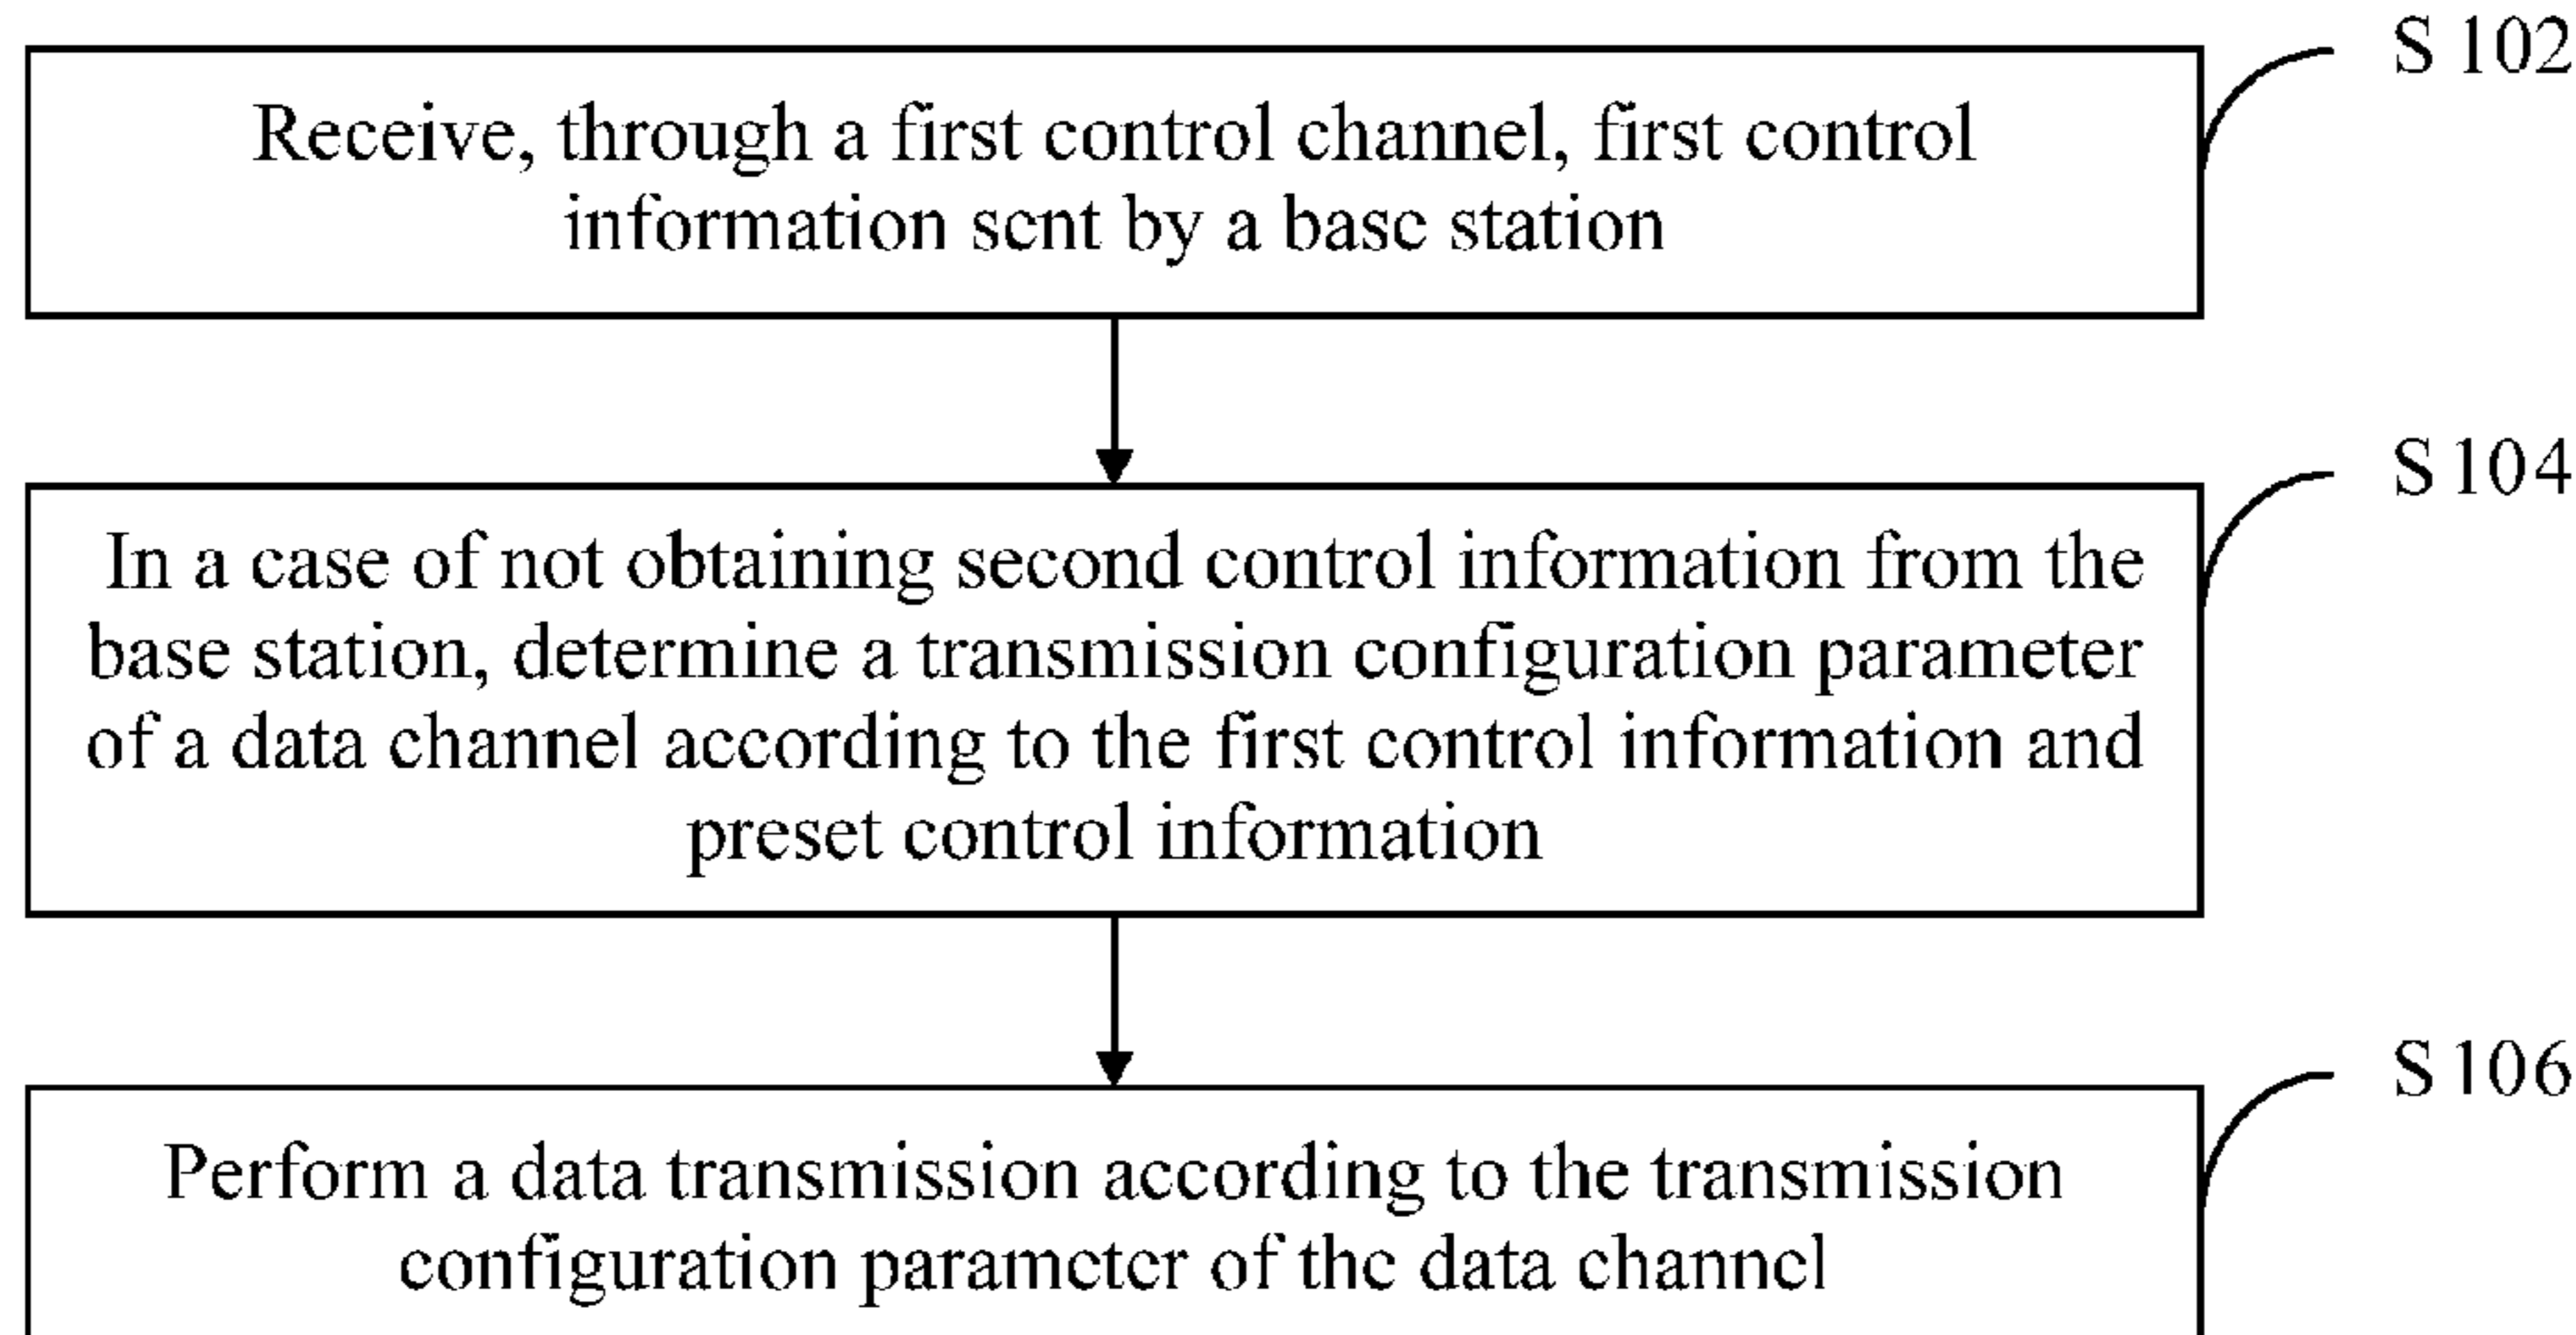 S 102
Receive, through a first control channel, first control
information sent by a base station
S 104
In a case of not obtaining second control information from the
base station, determine a transmission configuration parameter
of a data channel according to the first control information and
preset control information
S 106
Perform a data transmission according to the transmission
configuration parameter of the data channel